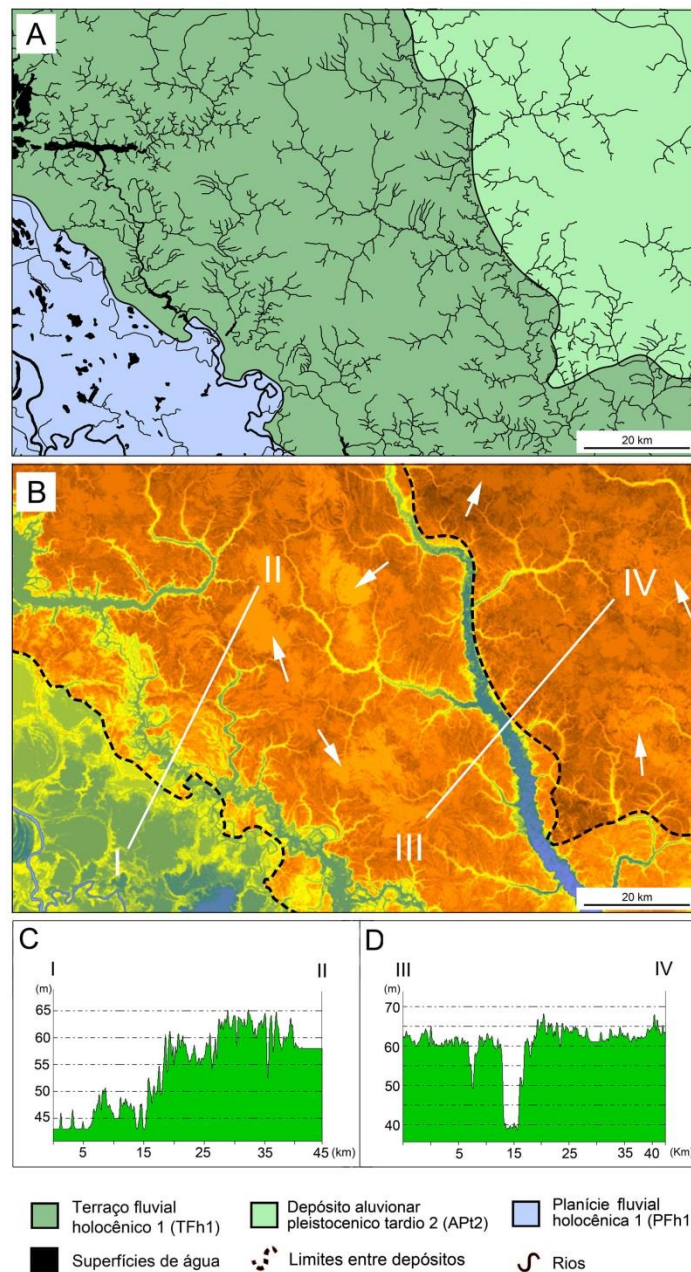 A
20 km
B
II
IV
I
III
20 km
C
I
II
(m)
65
60
55
50
45
5
15
25
35
45
(km)
D
III
IV
(m)
70
60
50
40
5
15
25
35
40
(Km)
Terraço fluvial
holocênico 1 (TFh1)
Depósito aluvionar
pleistocenico tardio 2 (APt2)
Planície fluvial
holocênica 1 (PFh1
Superfícies de água
Limites entre depósitos
Rios